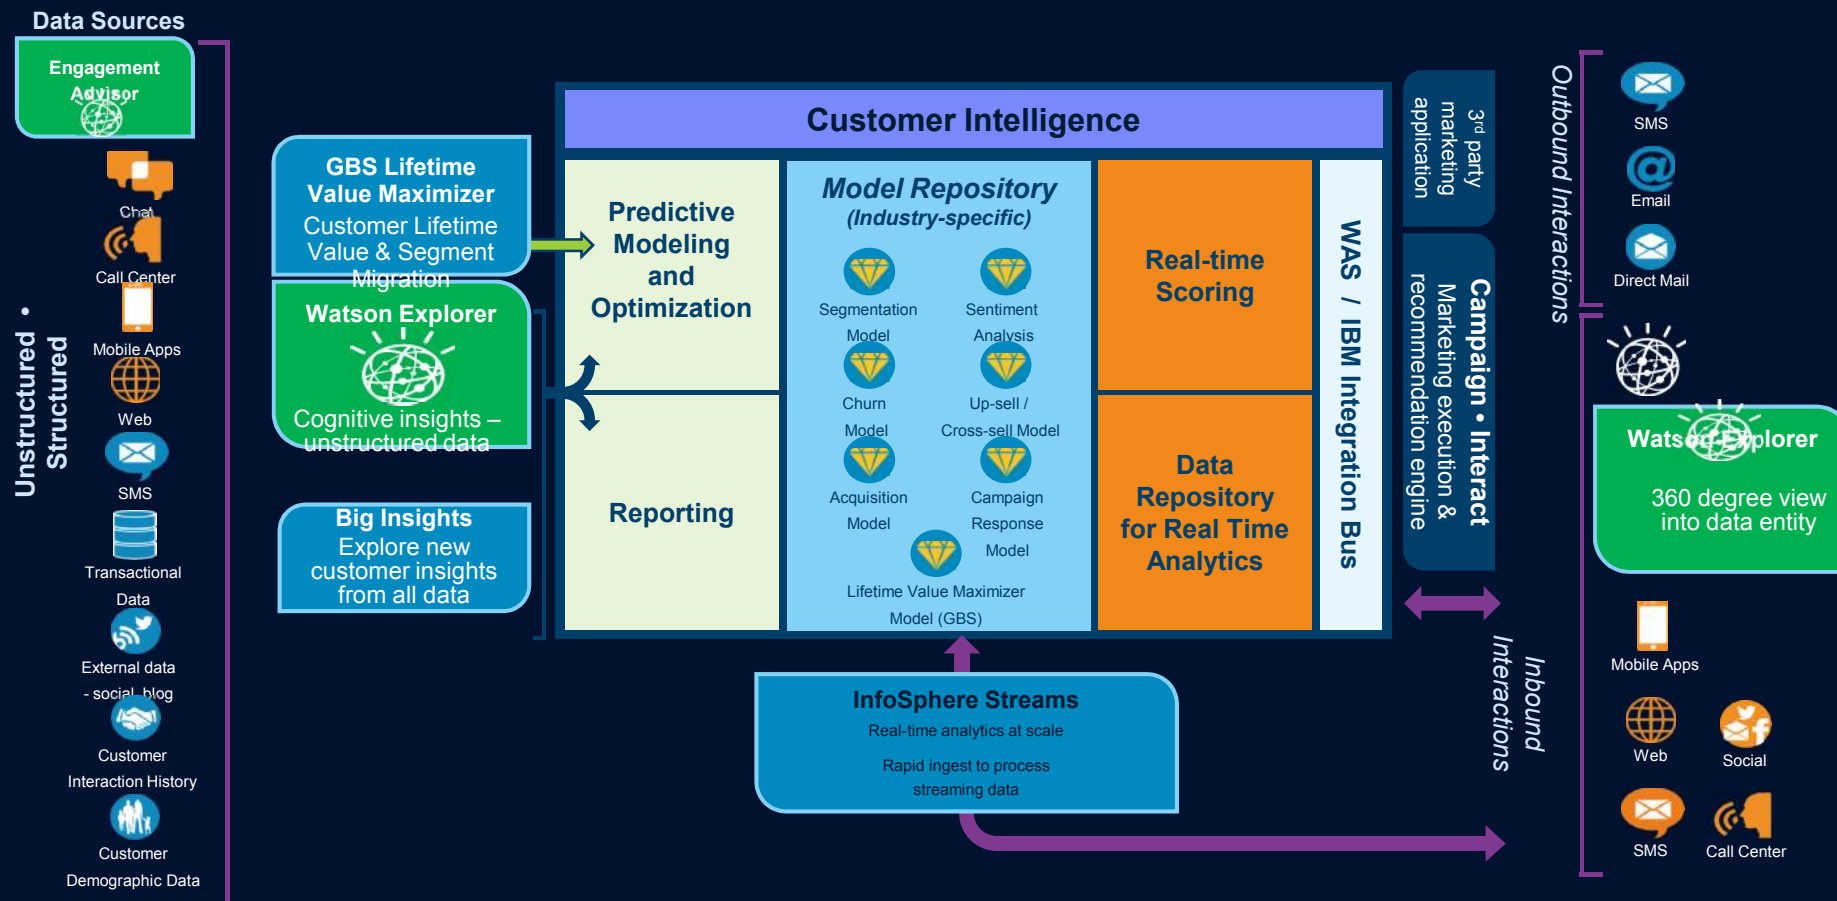 Data Sources
Engagement
Advisor
Chat
Call Center
Mobile Apps
Web
SMS
Transactional
Data
External data
- social, blog
Customer
Interaction History
Customer
Demographic Data
Unstructured •
Structured
GBS Lifetime
Value Maximizer
Customer Lifetime
Value & Segment
Migration
Watson Explorer
Cognitive insights –
unstructured data
Big Insights
Explore new
customer insights
from all data
Customer Intelligence
Predictive
Modeling
and
Optimization
Reporting
Model Repository
(Industry-specific)
Segmentation
Model
Sentiment
Analysis
Churn
Model
Up-sell /
Cross-sell Model
Acquisition
Model
Campaign
Response
Model
Lifetime Value Maximizer
Model (GBS)
Real-time
Scoring
Data
Repository
for Real Time
Analytics
WAS / IBM Integration Bus
3rd party
marketing
application
Campaign • Interact
Marketing execution &
recommendation engine
InfoSphere Streams
Real-time analytics at scale
Rapid ingest to process
streaming data
Outbound Interactions
SMS
Email
Direct Mail
Watson Explorer
360 degree view
into data entity
Inbound
Interactions
Mobile Apps
Web
Social
SMS
Call Center